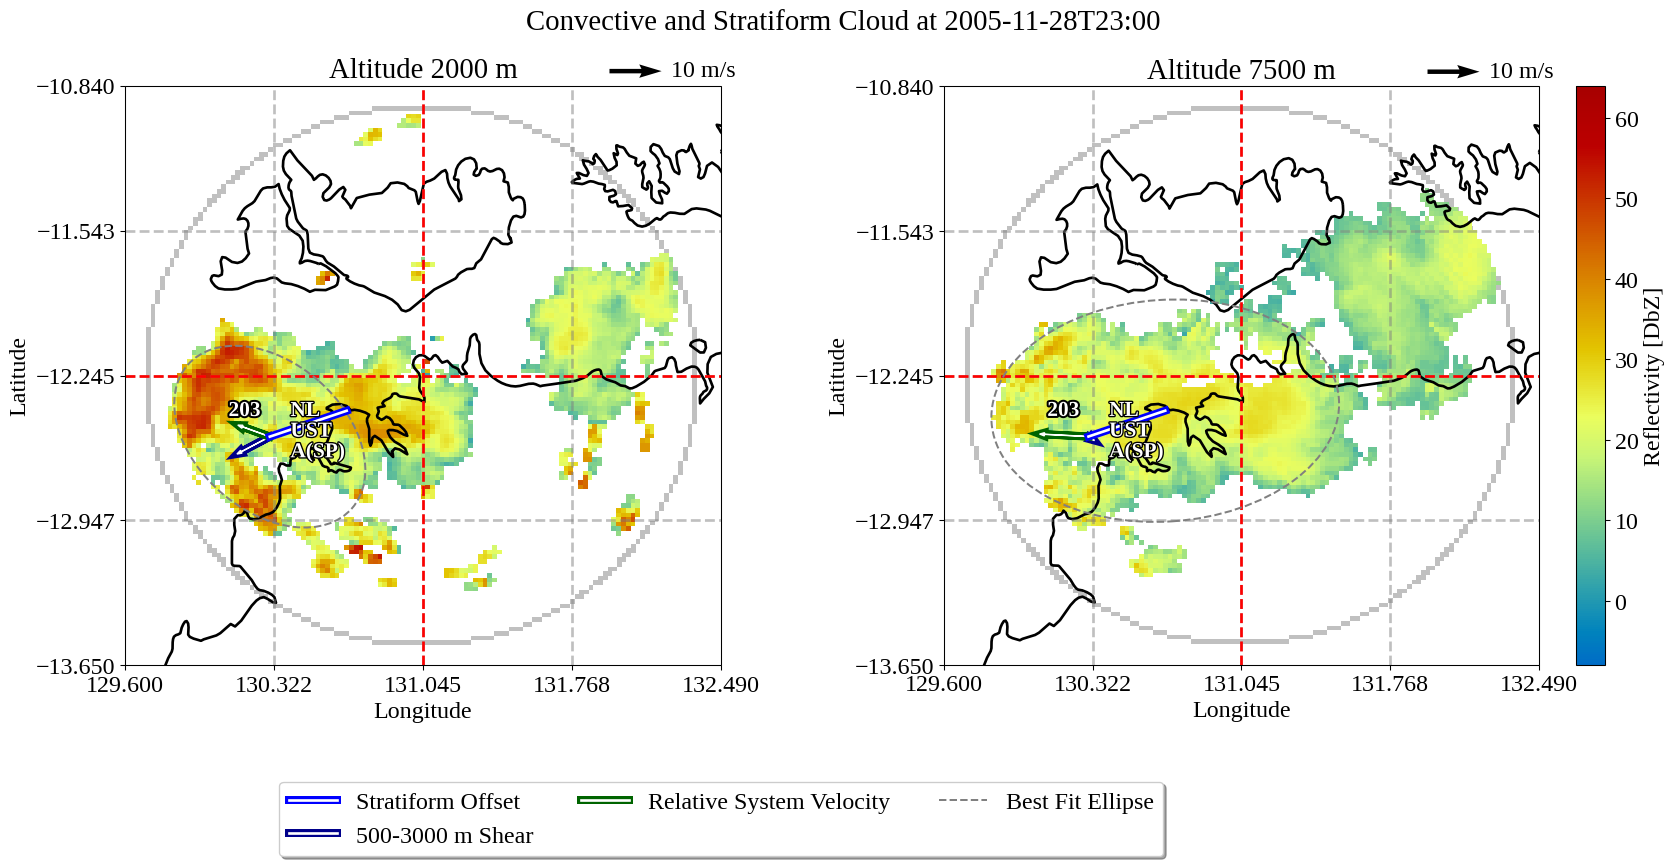 Convective and Stratiform Cloud at 2005-11-28T23:00
Altitude 2000 m
10 m/s
Latitude
−10.840
−11.543
−12.245
−12.947
−13.650
203
NL
UST
A(SP)
129.600
130.322
131.045
131.768
132.490
Longitude
Altitude 7500 m
10 m/s
Latitude
−10.840
−11.543
−12.245
−12.947
−13.650
203
NL
UST
A(SP)
129.600
130.322
131.045
131.768
132.490
Longitude
60
50
40
30
20
10
0
Reflectivity [DbZ]
Stratiform Offset
500-3000 m Shear
Relative System Velocity
Best Fit Ellipse